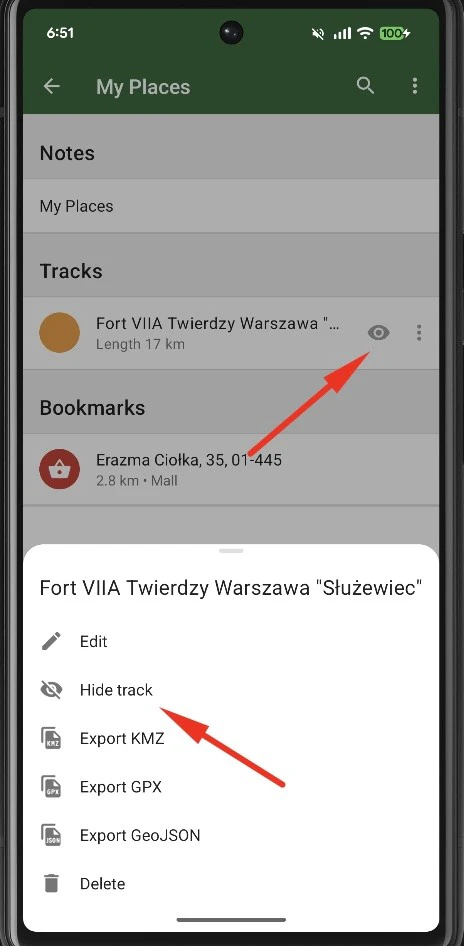 6:51
100
My Places
Notes
My Places
Tracks
Fort VIIA Twierdzy Warszawa "...
Length 17 km
Bookmarks
Erazma Ciołka, 35, 01-445
2.8 km • Mall
Fort VIIA Twierdzy Warszawa "Służewiec"
Edit
Hide track
KMZ
Export KMZ
GPX
Export GPX
JSON
Export GeoJSON
Delete